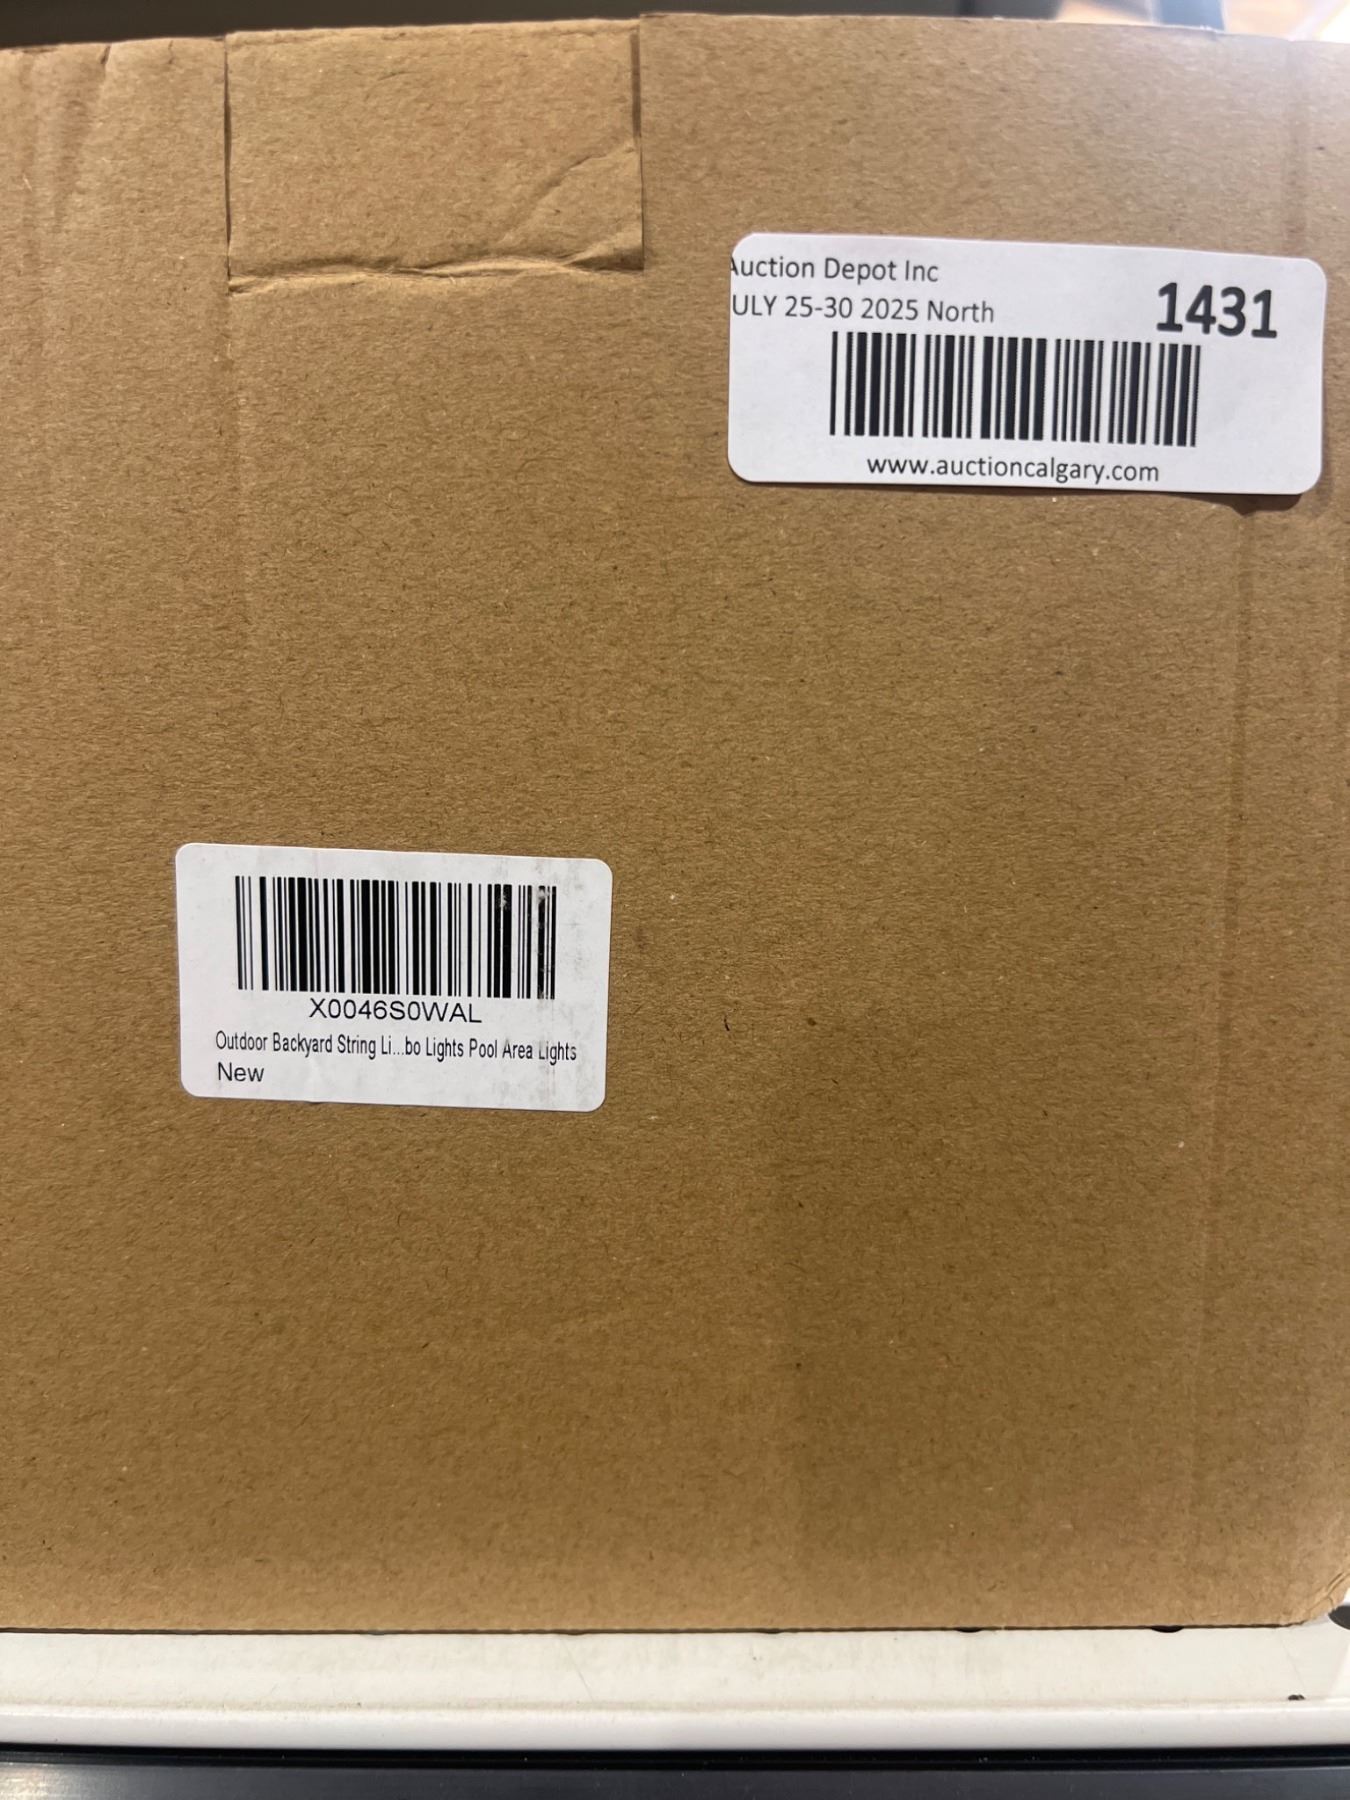 Auction Depot Inc
ULY 25-30 2025 North
1431
www.auctioncalgary.com
X0046S0WAL
Outdoor Backyard String Li...bo Lights Pool Area Lights
New